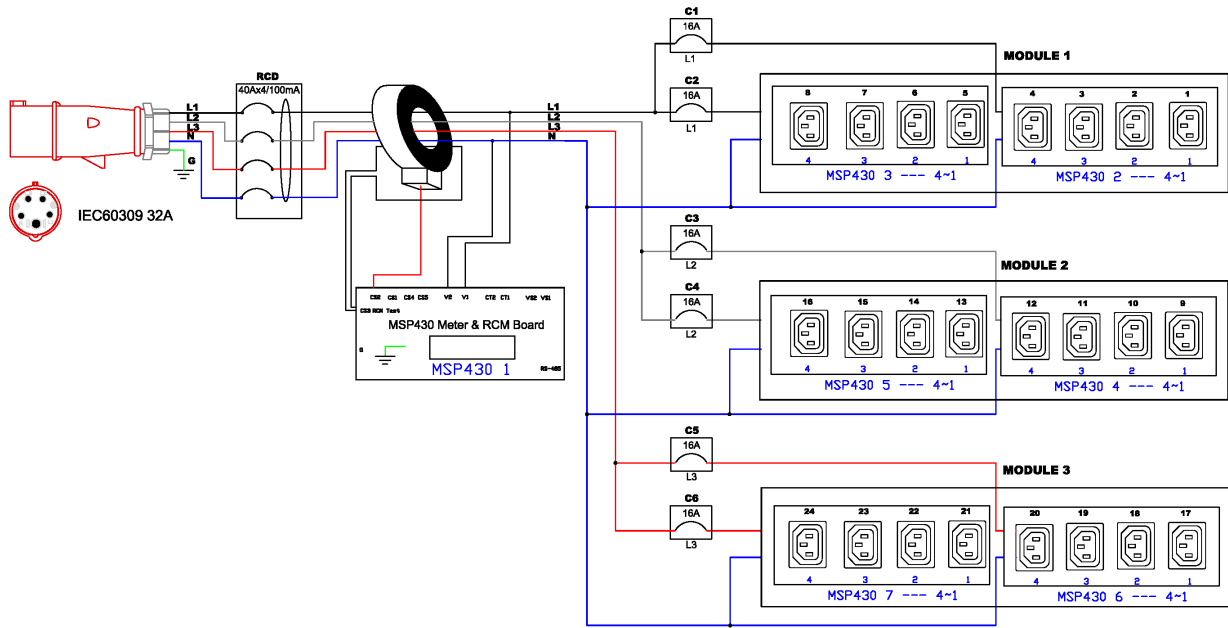 RCD
40Ax4/100mA
L1
L2
L3
N
G
IEC60309 32A
L1
L2
L3
N
CS2 CS1 CS4 CS5 V2 V1 CT2 CT1 VS2 VS1
CS3 RCM Test
MSP430 Meter & RCM Board
MSP430 1
RS-485
C1
16A
L1
C2
16A
L1
MODULE 1
8 7 6 5 4 3 2 1
4 3 2 1 4 3 2 1
MSP430 3 --- 4~1 MSP430 2 --- 4~1
C3
16A
L2
C4
16A
L2
MODULE 2
16 15 14 13 12 11 10 9
4 3 2 1 4 3 2 1
MSP430 5 --- 4~1 MSP430 4 --- 4~1
C5
16A
L3
C6
16A
L3
MODULE 3
24 23 22 21 20 19 18 17
4 3 2 1 4 3 2 1
MSP430 7 --- 4~1 MSP430 6 --- 4~1